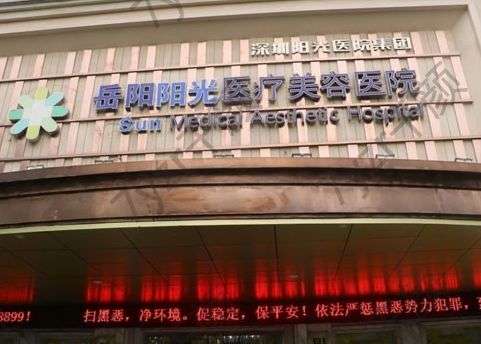 深圳阳光医院集团
岳阳阳光医疗美容医院
Sun Medical Aesthetic Hospital
8899! 扫黑恶，净环境。促稳定，保平安！依法严惩黑恶势力犯罪，